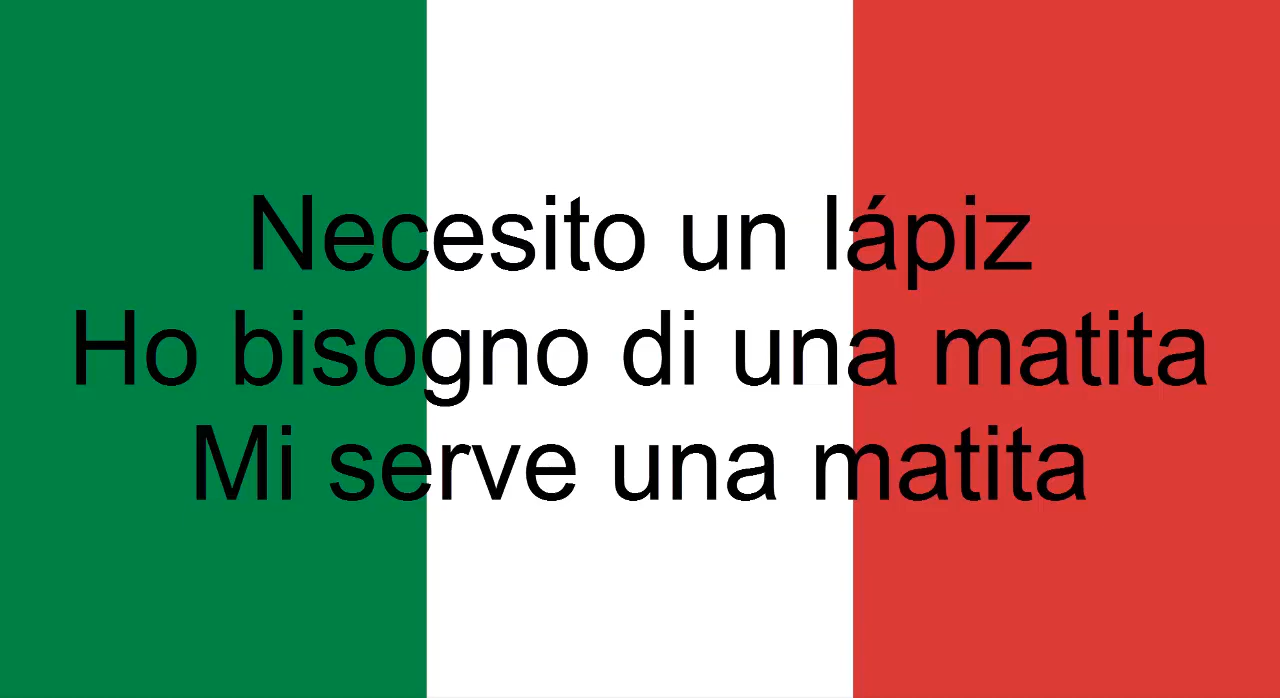 Necesito un lápiz
Ho bisogno di una matita
Mi serve una matita